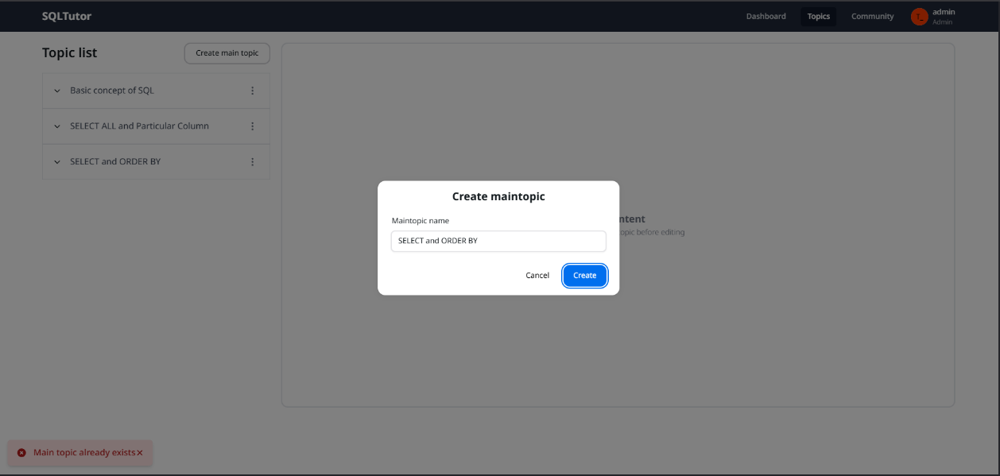 SQLTutor
Dashboard
Topics
Community
T_
admin
Admin
Topic list
Create main topic
Basic concept of SQL
SELECT ALL and Particular Column
SELECT and ORDER BY
Create maintopic
Maintopic name
SELECT and ORDER BY
Cancel
Create
ntent
opic before editing
Main topic already exists